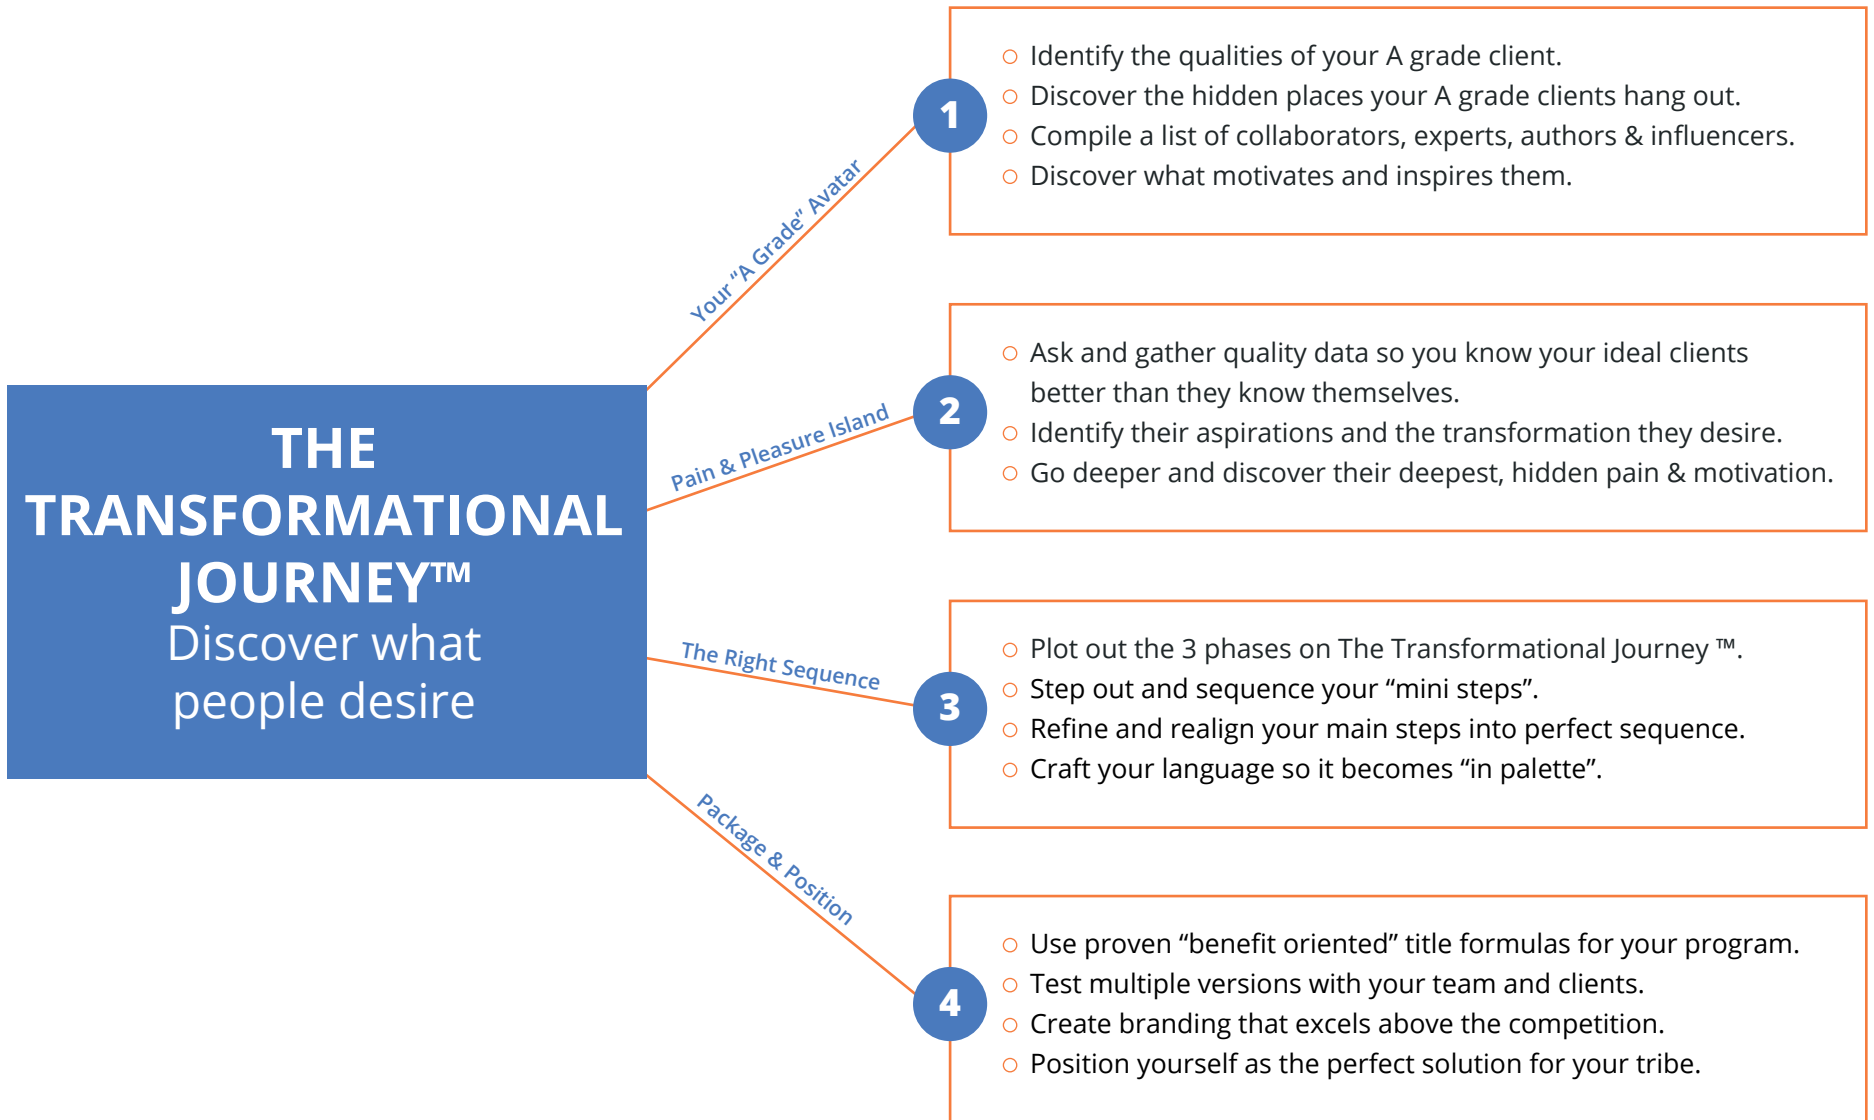 THE
TRANSFORMATIONAL
JOURNEY™
Discover what
people desire
Your “A Grade” Avatar
1
Identify the qualities of your A grade client.
Discover the hidden places your A grade clients hang out.
Compile a list of collaborators, experts, authors & influencers.
Discover what motivates and inspires them.
Pain & Pleasure Island
2
Ask and gather quality data so you know your ideal clients
better than they know themselves.
Identify their aspirations and the transformation they desire.
Go deeper and discover their deepest, hidden pain & motivation.
The Right Sequence
3
Plot out the 3 phases on The Transformational Journey ™.
Step out and sequence your “mini steps”.
Refine and realign your main steps into perfect sequence.
Craft your language so it becomes “in palette”.
Package & Position
4
Use proven “benefit oriented” title formulas for your program.
Test multiple versions with your team and clients.
Create branding that excels above the competition.
Position yourself as the perfect solution for your tribe.